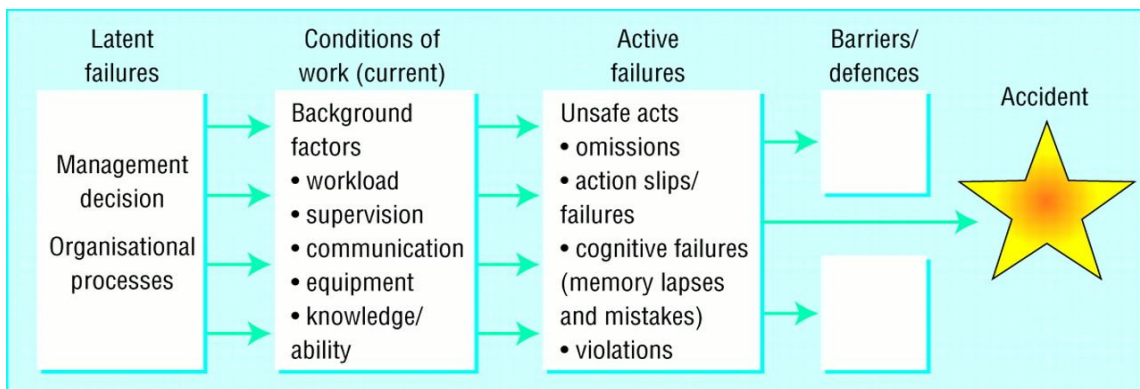 Latent
failures
Management
decision
Organisational
processes
Conditions of
work (current)
Background
factors
• workload
• supervision
• communication
• equipment
• knowledge/
ability
Active
failures
Unsafe acts
• omissions
• action slips/
failures
• cognitive failures
(memory lapses
and mistakes)
• violations
Barriers/
defences
Accident